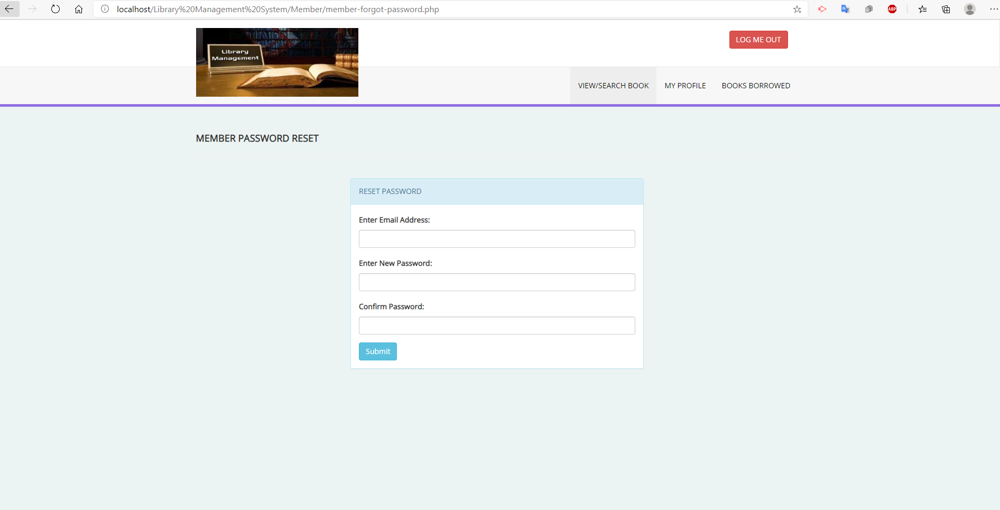 localhost/Library%20Management%20System/Member/member-forgot-password.php
ABP
Library
Management
LOG ME OUT
VIEW/SEARCH BOOK
MY PROFILE
BOOKS BORROWED
MEMBER PASSWORD RESET
RESET PASSWORD
Enter Email Address:
Enter New Password:
Confirm Password:
Submit